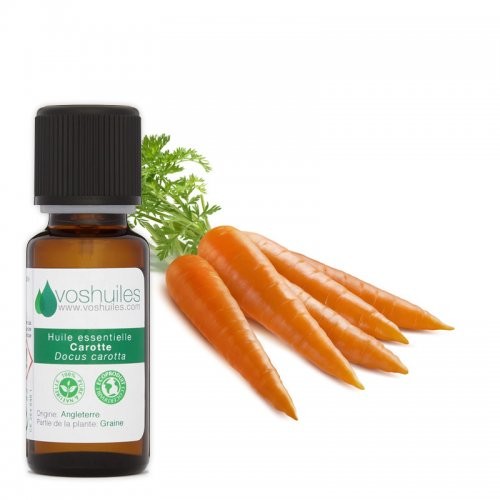 voshuiles
www.voshuiles.com
Huile essentielle
Carotte
Docus carotta
Origine: Angleterre
Partie de la plante: Graine